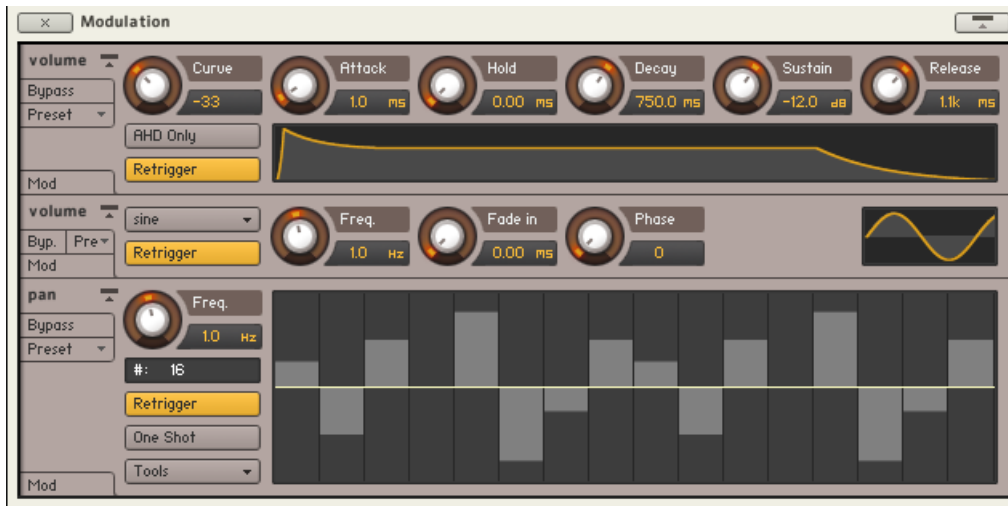 × Modulation
volume Curve Attack Hold Decay Sustain Release
Bypass -33 1.0 ms 0.00 ms 750.0 ms -12.0 dB 1.1k ms
Preset
AHD Only
Retrigger
Mod
volume sine Freq. Fade in Phase
Byp. Pre Retrigger 1.0 Hz 0.00 ms 0
Mod
pan Freq.
Bypass 1.0 Hz
Preset
#: 16
Retrigger
One Shot
Tools
Mod